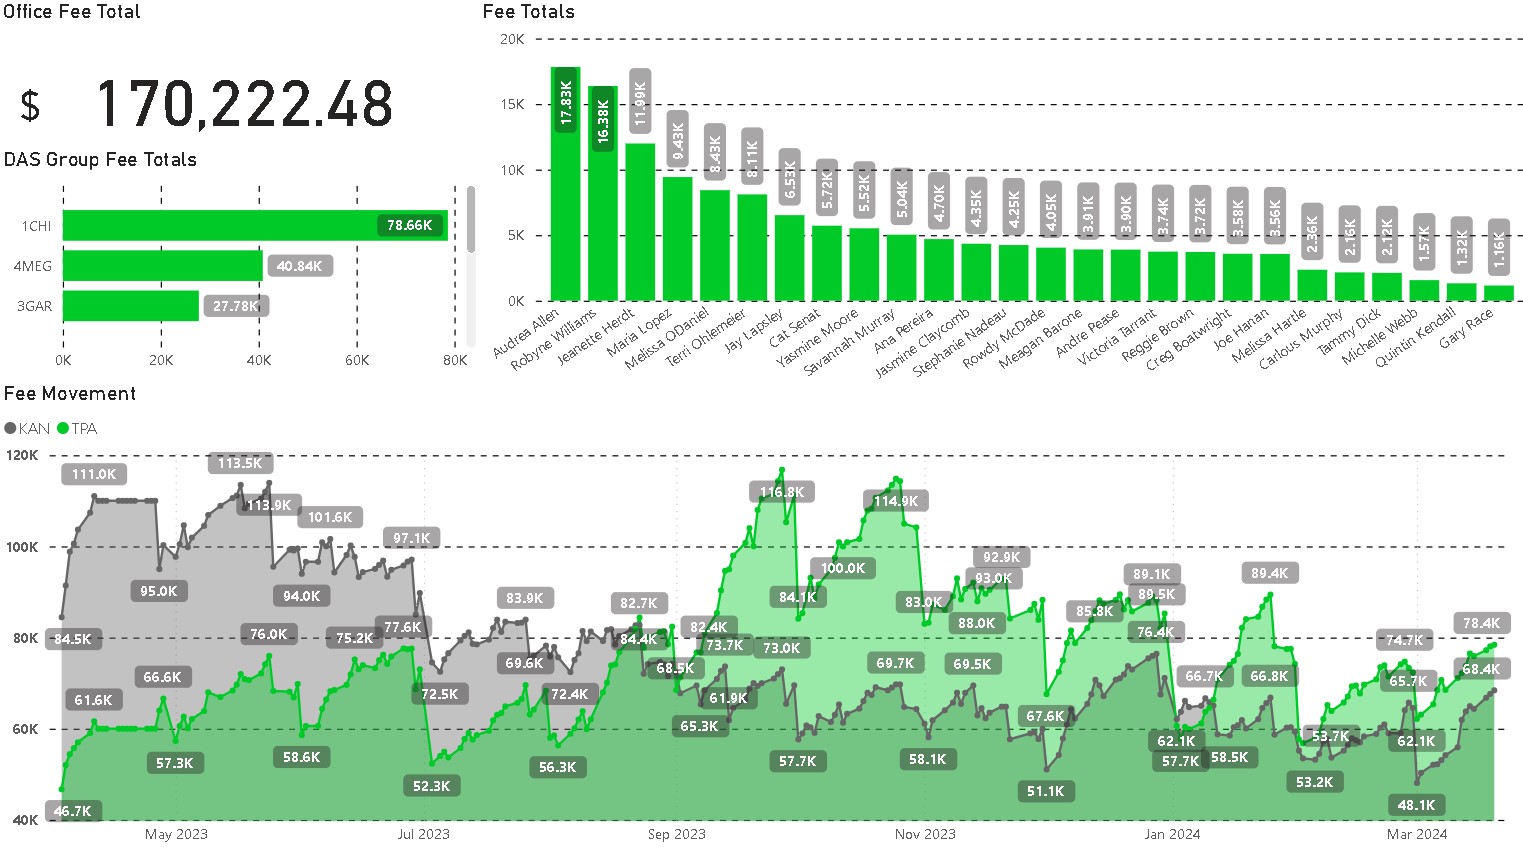 Office Fee Total
$ 170,222.48
DAS Group Fee Totals
1CHI 78.66K
4MEG 40.84K
3GAR 27.78K
0K 20K 40K 60K 80K
Fee Totals
20K
15K
10K
5K
0K
17.83K 16.38K 11.99K 9.43K 8.43K 8.11K 6.53K 5.72K 5.52K 5.04K 4.70K 4.35K 4.25K 4.05K 3.91K 3.90K 3.74K 3.72K 3.58K 3.56K 2.36K 2.16K 2.12K 1.57K 1.32K 1.16K
Audrea Allen
Robyne Williams
Jeanette Herdt
Maria Lopez
Melissa ODaniel
Terri Ohlemeier
Jay Lapsley
Cat Senat
Yasmine Moore
Savannah Murray
Ana Pereira
Jasmine Claycomb
Stephanie Nadeau
Rowdy McDade
Meagan Barone
Andre Pease
Victoria Tarrant
Reggie Brown
Creg Boatwright
Joe Hanan
Melissa Hartle
Carlous Murphy
Tammy Dick
Michelle Webb
Quintin Kendall
Gary Race
Fee Movement
KAN TPA
120K
100K
80K
60K
40K
111.0K 113.5K
113.9K 101.6K
97.1K
95.0K 94.0K
84.5K
83.9K 82.7K
76.0K 75.2K 77.6K
66.6K 69.6K 72.5K 72.4K
61.6K
57.3K 58.6K 52.3K 56.3K
46.7K
84.4K 82.4K 73.7K 73.0K
68.5K 61.9K 65.3K
116.8K 114.9K
100.0K
84.1K 83.0K
92.9K
93.0K
88.0K
69.7K 69.5K
57.7K 58.1K
67.6K
51.1K
89.1K
89.5K
85.8K
76.4K
89.4K
66.7K 66.8K
62.1K
57.7K 58.5K
53.7K
53.2K
74.7K
65.7K
62.1K
48.1K
78.4K
68.4K
May 2023 Jul 2023 Sep 2023 Nov 2023 Jan 2024 Mar 2024